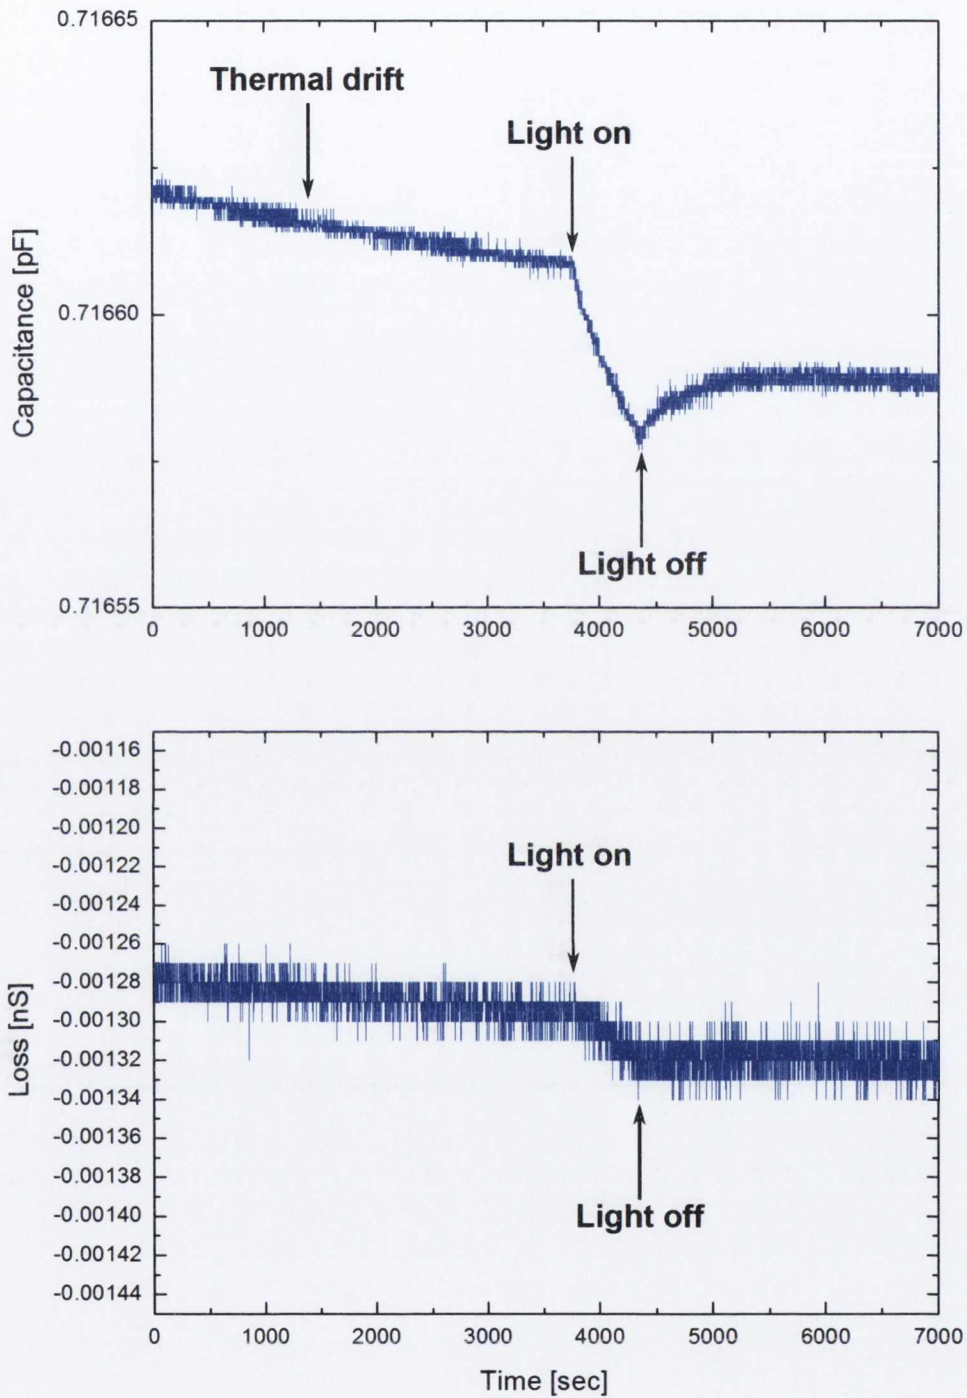 0.71665
Thermal drift
Light on
Capacitance [pF]
0.71660
Light off
0.71655
0 1000 2000 3000 4000 5000 6000 7000
-0.00116
-0.00118
-0.00120
Light on
-0.00122
-0.00124
-0.00126
-0.00128
Loss [nS]
-0.00130
-0.00132
-0.00134
-0.00136
-0.00138
Light off
-0.00140
-0.00142
-0.00144
0 1000 2000 3000 4000 5000 6000 7000
Time [sec]